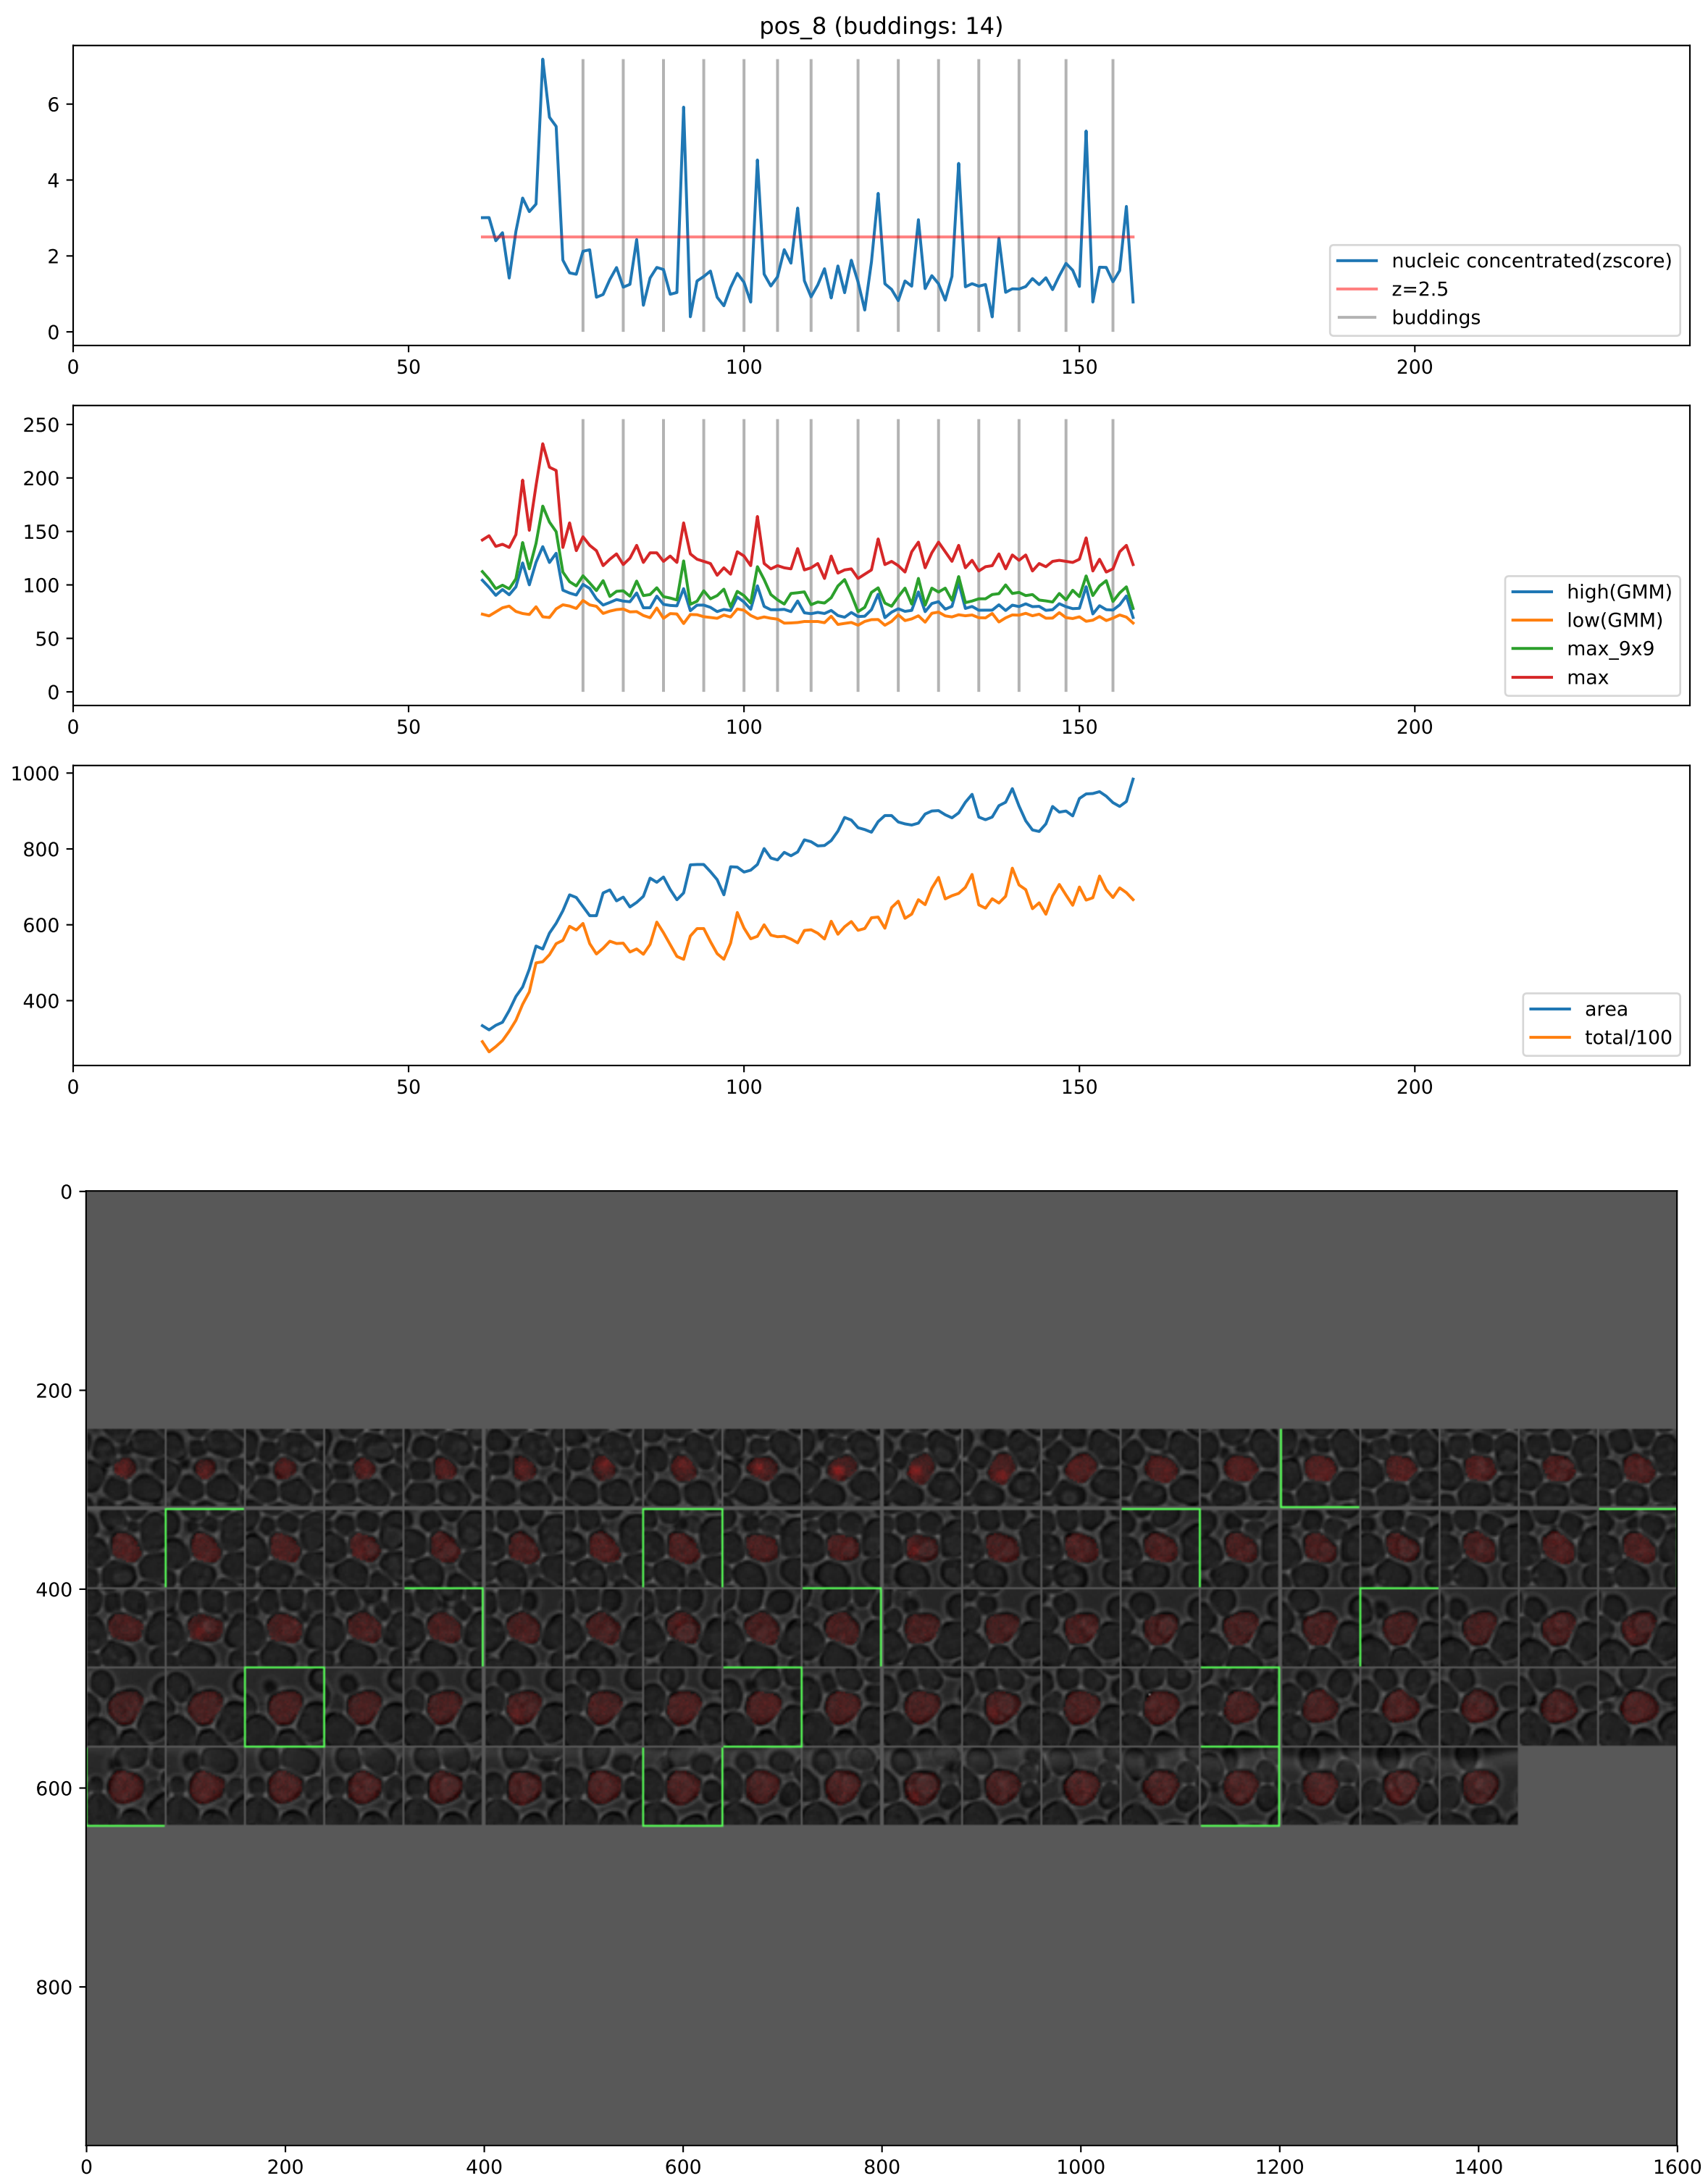 pos_8 (buddings: 14)
6
4
2
0
nucleic concentrated(zscore)
z=2.5
buddings
0 50 100 150 200
250
200
150
100
50
0
high(GMM)
low(GMM)
max_9x9
max
0 50 100 150 200
1000
800
600
400
area
total/100
0 50 100 150 200
0
200
400
600
800
0 200 400 600 800 1000 1200 1400 1600